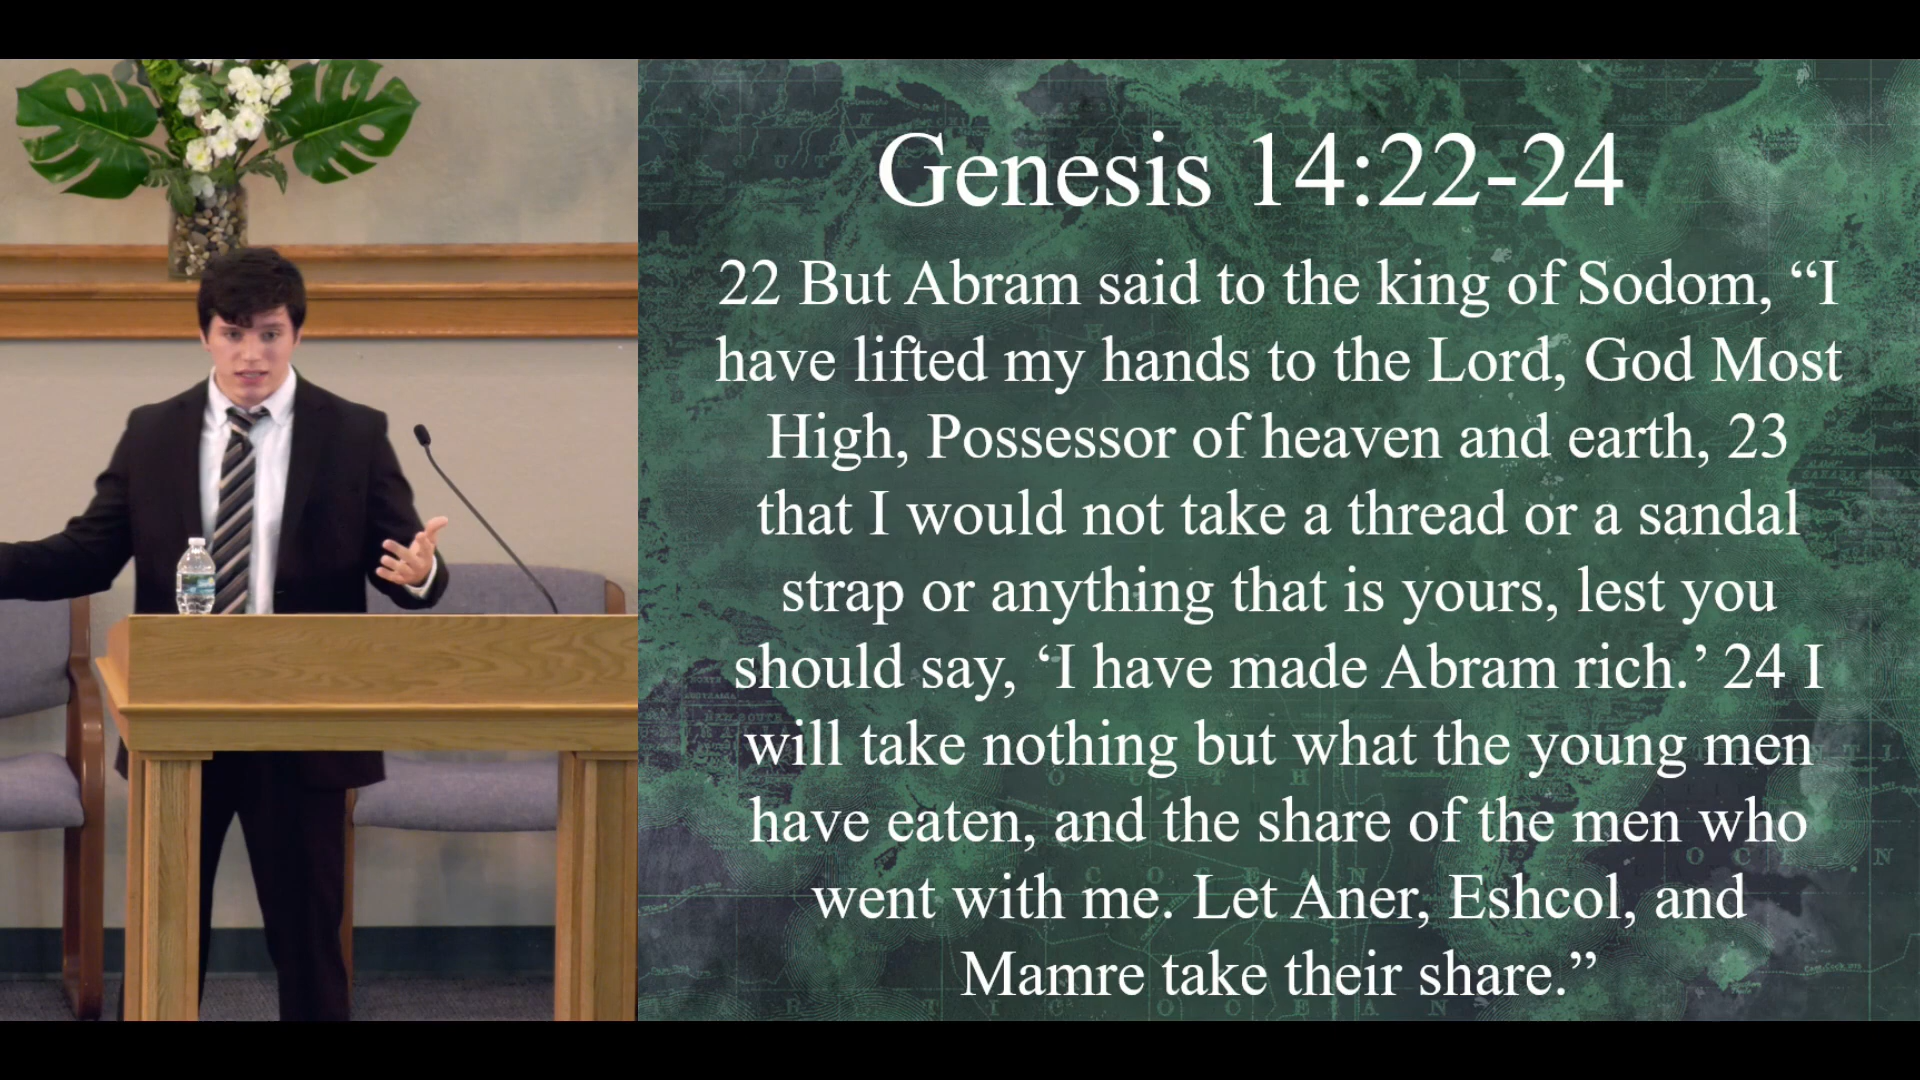 Genesis 14:22-24
22 But Abram said to the king of Sodom, “I
have lifted my hands to the Lord, God Most
High, Possessor of heaven and earth, 23
that I would not take a thread or a sandal
strap or anything that is yours, lest you
should say, ‘I have made Abram rich.’ 24 I
will take nothing but what the young men
have eaten, and the share of the men who
went with me. Let Aner, Eshcol, and
Mamre take their share.”